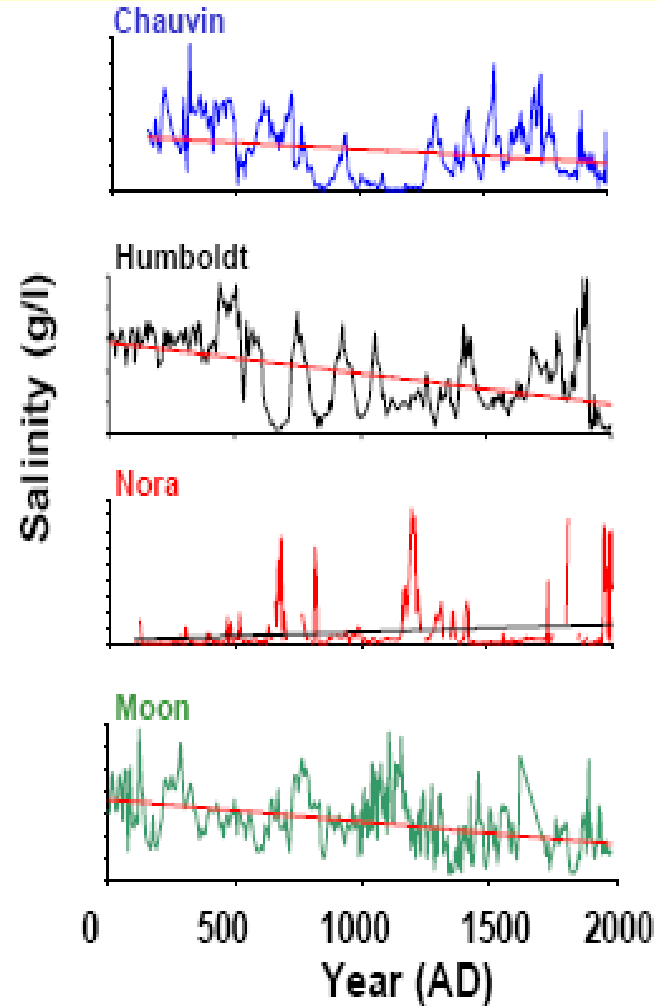 Chauvin
Humboldt
Salinity (g/l)
Nora
Moon
0 500 1000 1500 2000
Year (AD)